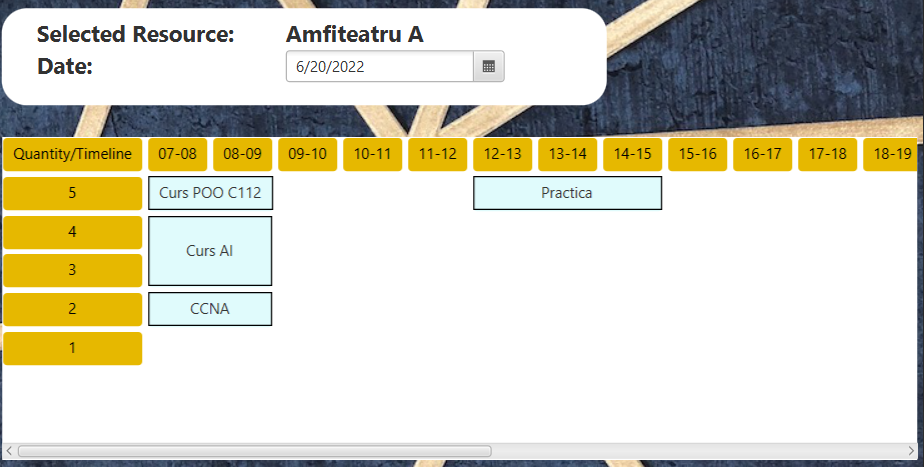 Selected Resource: Amfiteatru A
Date: 6/20/2022
Quantity/Timeline 07-08 08-09 09-10 10-11 11-12 12-13 13-14 14-15 15-16 16-17 17-18 18-19
5 Curs POO C112 Practica
4
Curs AI
3
2 CCNA
1